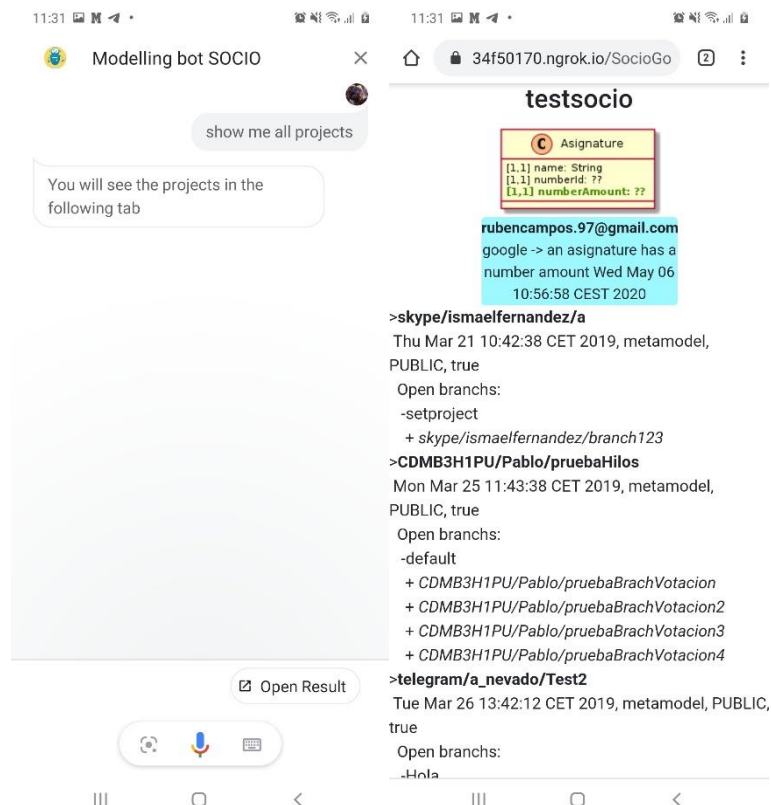 11:31
Modelling bot SOCIO
show me all projects
You will see the projects in the
following tab
Open Result
11:31
34f50170.ngrok.io/SocioGo
2
testsocio
C Asignature
[1,1] name: String
[1,1] numberId: ??
[1,1] numberAmount: ??
rubencampos.97@gmail.com
google -> an asignature has a
number amount Wed May 06
10:56:58 CEST 2020
>skype/ismaelfernandez/a
Thu Mar 21 10:42:38 CET 2019, metamodel,
PUBLIC, true
Open branchs:
-setproject
+ skype/ismaelfernandez/branch123
>CDMB3H1PU/Pablo/pruebaHilos
Mon Mar 25 11:43:38 CET 2019, metamodel,
PUBLIC, true
Open branchs:
-default
+ CDMB3H1PU/Pablo/pruebaBrachVotacion
+ CDMB3H1PU/Pablo/pruebaBrachVotacion2
+ CDMB3H1PU/Pablo/pruebaBrachVotacion3
+ CDMB3H1PU/Pablo/pruebaBrachVotacion4
>telegram/a_nevado/Test2
Tue Mar 26 13:42:12 CET 2019, metamodel, PUBLIC,
true
Open branchs:
-Hola